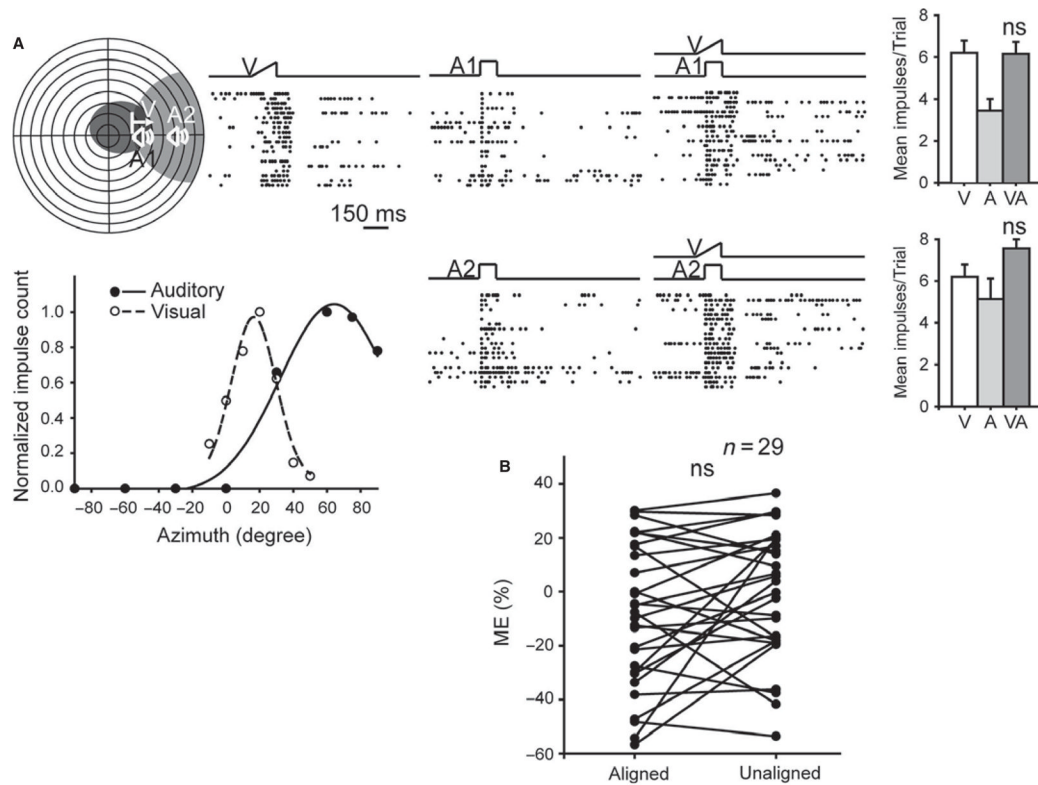 A
V
A2
A1
V
A1
V
A1
150 ms
8
6
4
2
0
Mean impulses/Trial
ns
V A VA
A2
V
A2
8
6
4
2
0
Mean impulses/Trial
ns
V A VA
Auditory
Visual
Normalized impulse count
1.0
0.8
0.6
0.4
0.2
0.0
−80 −60 −40 −20 0 20 40 60 80
Azimuth (degree)
B
n = 29
ns
ME (%)
40
20
0
−20
−40
−60
Aligned Unaligned